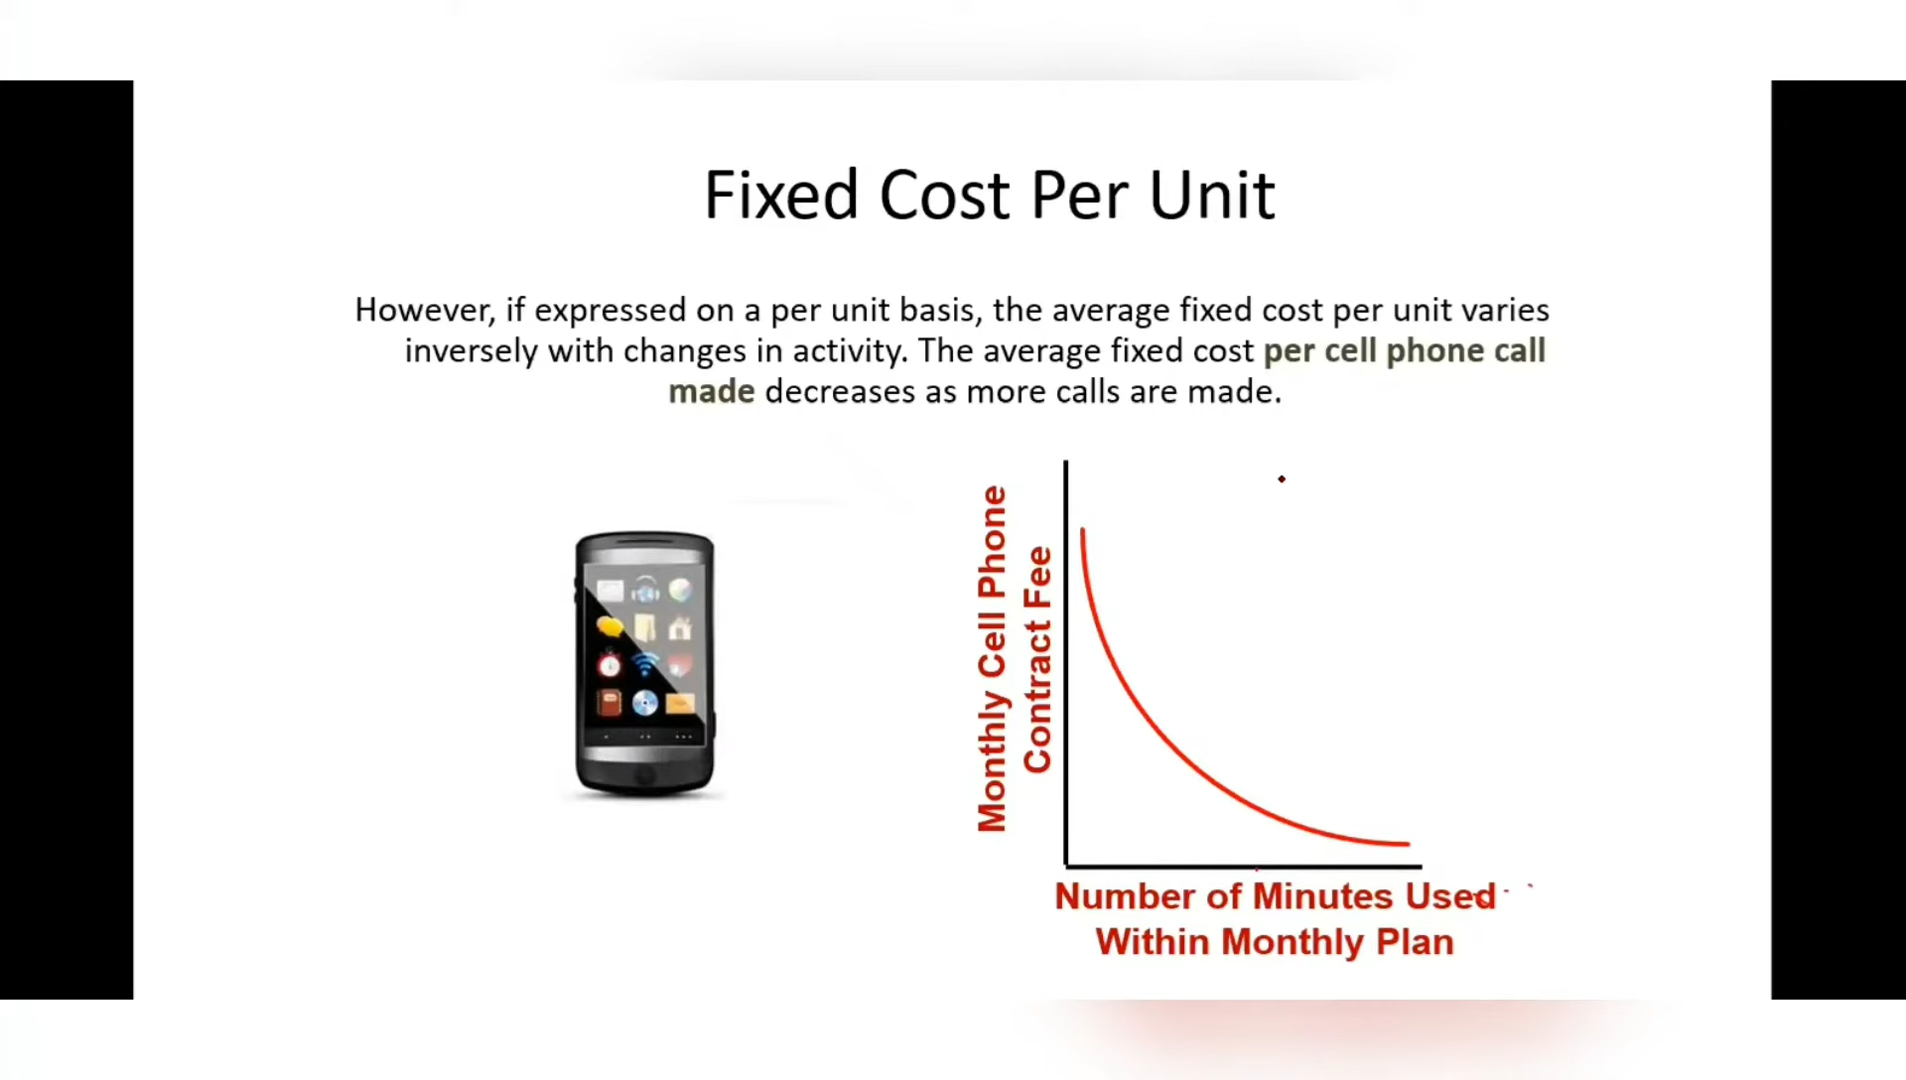 Fixed Cost Per Unit
However, if expressed on a per unit basis, the average fixed cost per unit varies
inversely with changes in activity. The average fixed cost per cell phone call
made decreases as more calls are made.
Monthly Cell Phone
Contract Fee
Number of Minutes Used
Within Monthly Plan